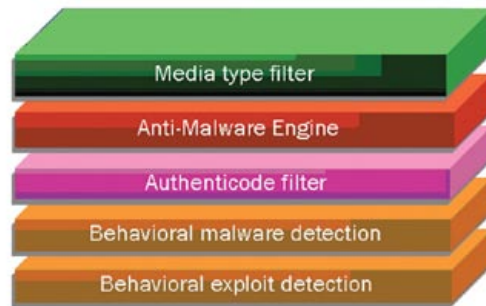 Media type filter
Anti-Malware Engine
Authenticode filter
Behavioral malware detection
Behavioral exploit detection